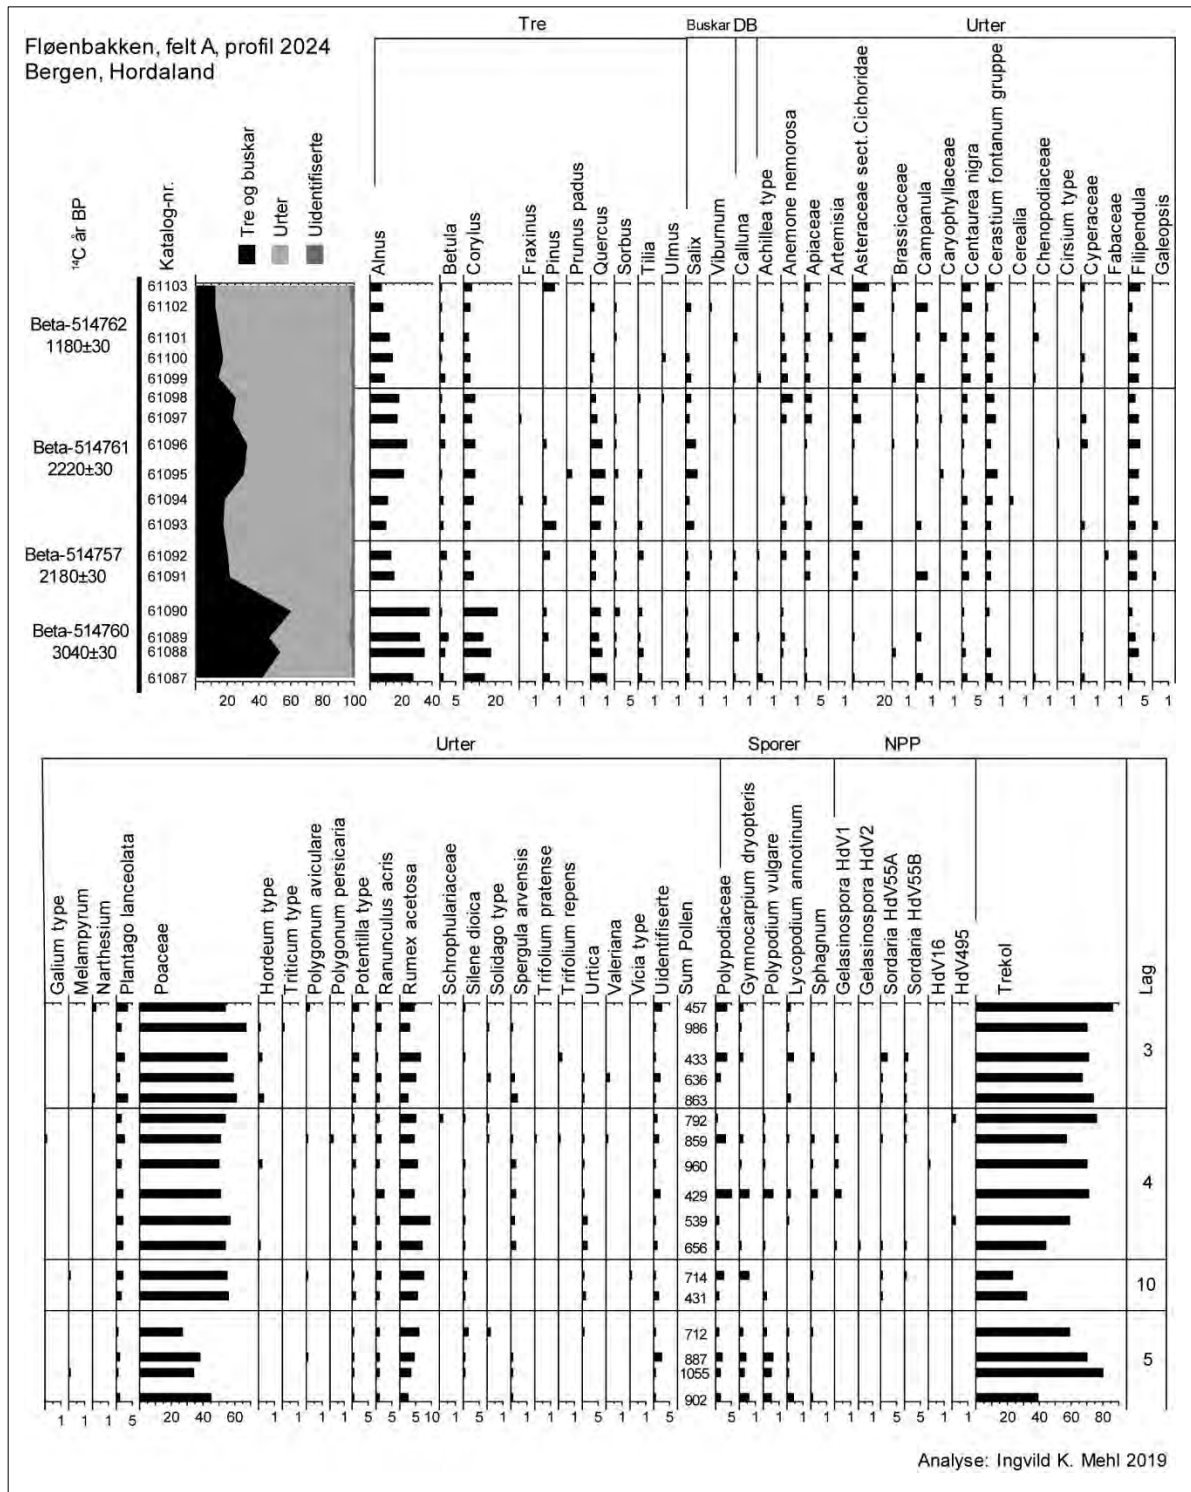 Fløenbakken, felt A, profil 2024
Bergen, Hordaland
Tre
Buskar
DB
Urter
¹⁴C år BP
Katalog-nr.
Tre og buskar
Urter
Uidentifiserte
Alnus
Betula
Corylus
Fraxinus
Pinus
Prunus padus
Quercus
Sorbus
Tilia
Ulmus
Salix
Viburnum
Calluna
Achillea type
Anemone nemorosa
Apiaceae
Artemisia
Asteraceae sect. Cichoridae
Brassicaceae
Campanula
Caryophyllaceae
Centaurea nigra
Cerastium fontanum gruppe
Cerealia
Chenopodiaceae
Cirsium type
Cyperaceae
Fabaceae
Filipendula
Galeopsis
Beta-514762
1180±30
Beta-514761
2220±30
Beta-514757
2180±30
Beta-514760
3040±30
61103
61102
61101
61100
61099
61098
61097
61096
61095
61094
61093
61092
61091
61090
61089
61088
61087
20 40 60 80 100 20 40 5 20 1 1 1 5 1 1 1 1 1 1 1 1 5 1 20 1 1 1 1 1 1 1 1 1 1 5 1
Urter
Sporer
NPP
Galium type
Melampyrum
Narthesium
Plantago lanceolata
Poaceae
Hordeum type
Triticum type
Polygonum aviculare
Polygonum persicaria
Potentilla type
Ranunculus acris
Rumex acetosa
Schrophulariaceae
Silene dioica
Solidago type
Spergula arvensis
Trifolium pratense
Trifolium repens
Urtica
Valeriana
Vicia type
Uidentifiserte
Sum Pollen
Polypodiaceae
Gymnocarpium dryopteris
Polypodium vulgare
Lycopodium annotinum
Sphagnum
Gelasinospora HdV1
Gelasinospora HdV2
Sordaria HdV55A
Sordaria HdV55B
HdV16
HdV495
Trekol
Lag
457
986
433
636
863
792
859
960
429
539
656
714
431
712
887
1055
902
3
4
10
5
1 1 1 5 20 40 60 1 1 1 1 5 5 5 10 1 5 1 1 1 1 5 1 1 5 5 1 1 1 1 1 1 1 1 1 1 20 40 60 80
Analyse: Ingvild K. Mehl 2019